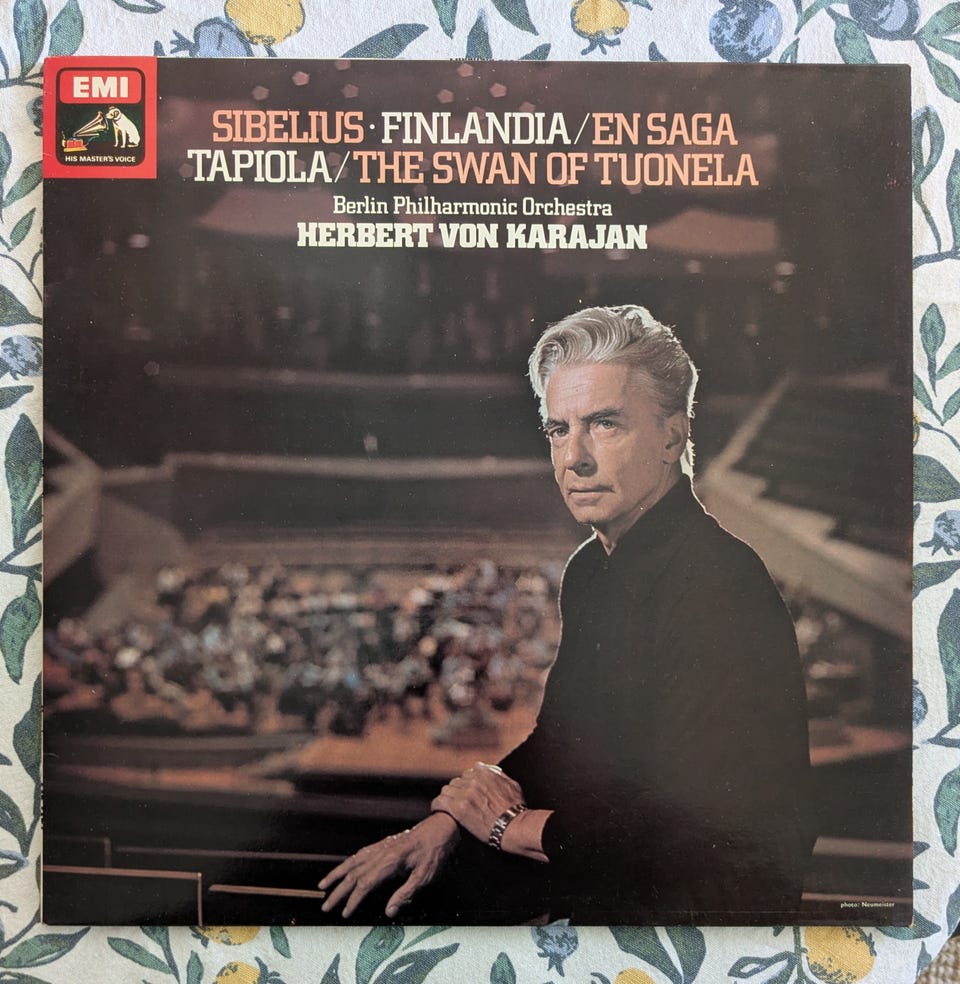 EMI
HIS MASTER'S VOICE
SIBELIUS · FINLANDIA / EN SAGA
TAPIOLA / THE SWAN OF TUONELA
Berlin Philharmonic Orchestra
HERBERT VON KARAJAN
photo: Neumeister